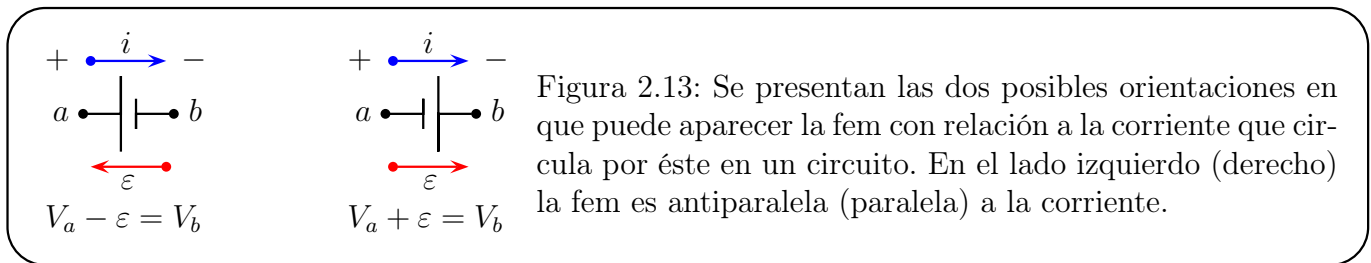 + i − + i −
a b a b
ε ε
V_a − ε = V_b V_a + ε = V_b
Figura 2.13: Se presentan las dos posibles orientaciones en
que puede aparecer la fem con relación a la corriente que cir-
cula por éste en un circuito. En el lado izquierdo (derecho)
la fem es antiparalela (paralela) a la corriente.